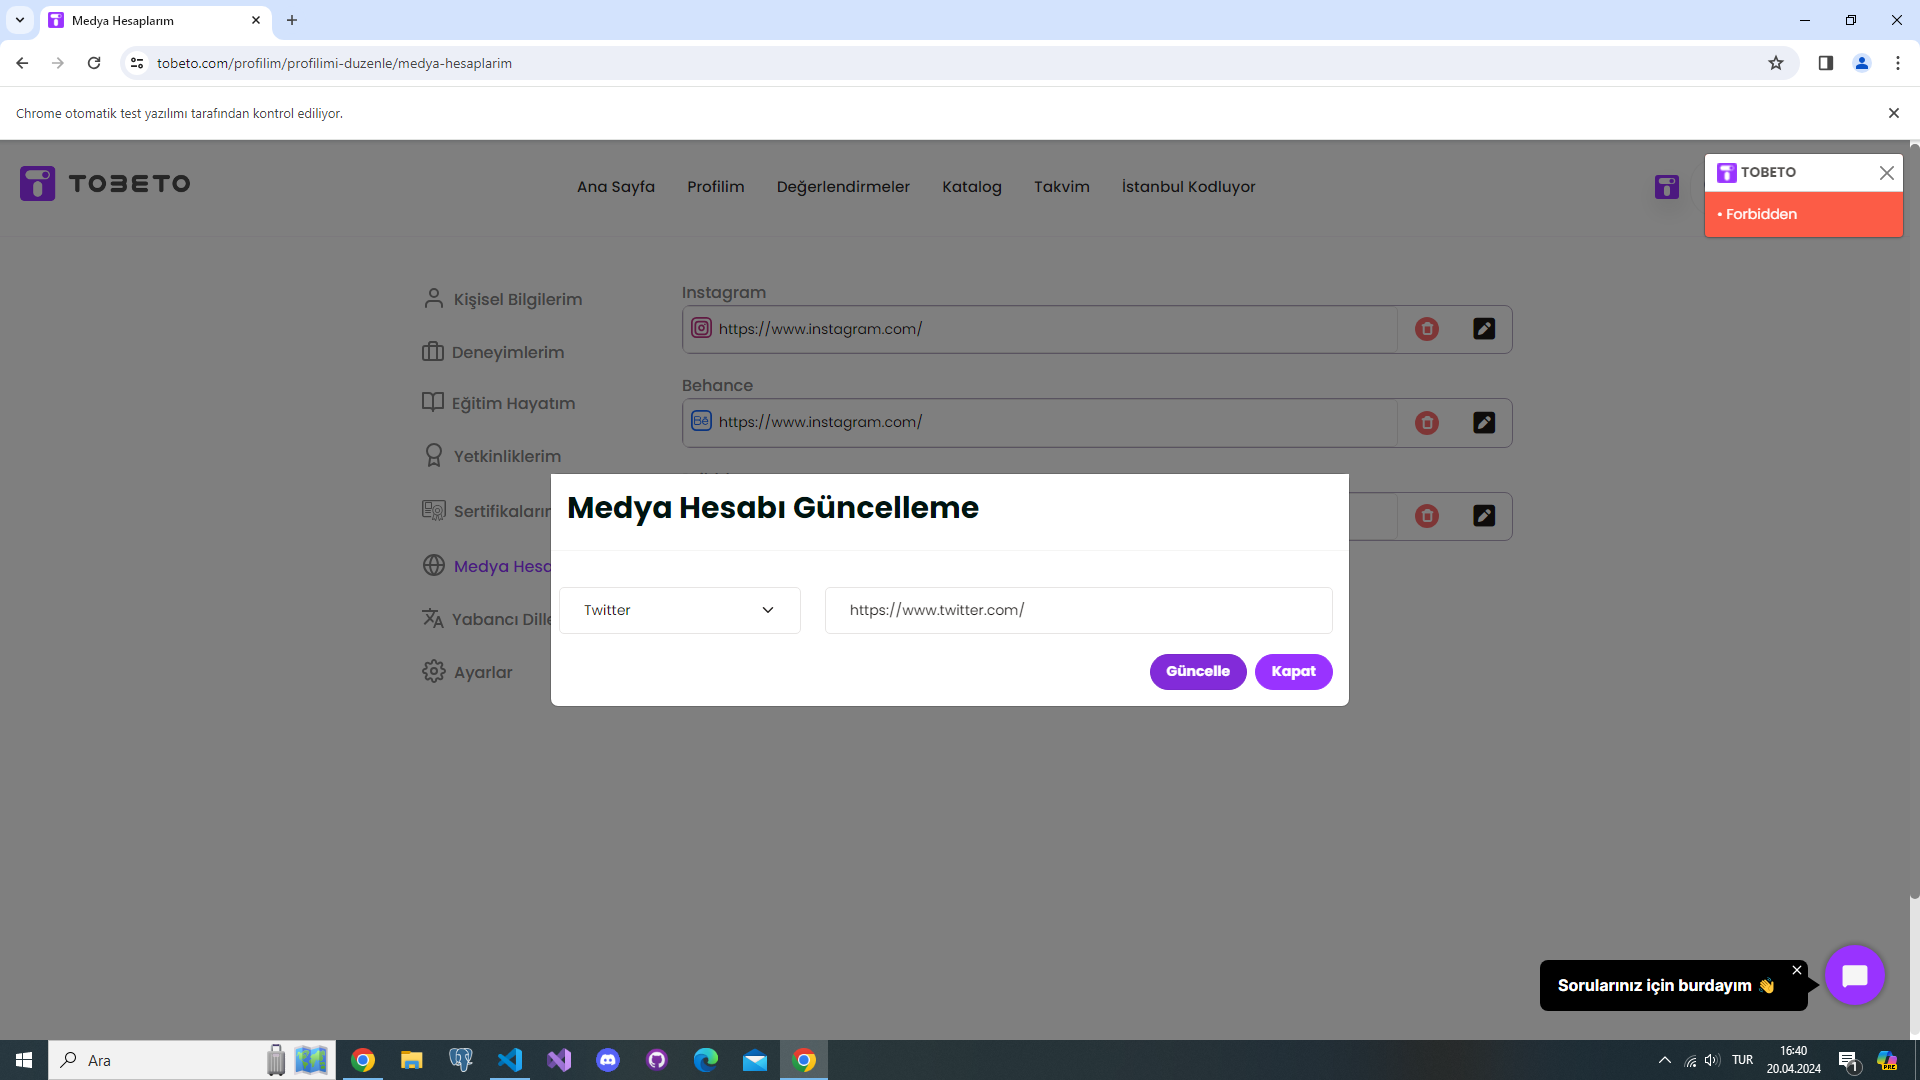 Medya Hesaplarım
tobeto.com/profilim/profilimi-duzenle/medya-hesaplarim
Chrome otomatik test yazılımı tarafından kontrol ediliyor.
TOBETO
Ana Sayfa
Profilim
Değerlendirmeler
Katalog
Takvim
İstanbul Kodluyor
TOBETO
• Forbidden
Kişisel Bilgilerim
Deneyimlerim
Eğitim Hayatım
Yetkinliklerim
Sertifikaların
Medya Hesa
Yabancı Dille
Ayarlar
Instagram
https://www.instagram.com/
Behance
Bē
https://www.instagram.com/
Medya Hesabı Güncelleme
Twitter
https://www.twitter.com/
Güncelle
Kapat
Sorularınız için burdayım 👋
Ara
TUR
16:40
20.04.2024
1
PRE